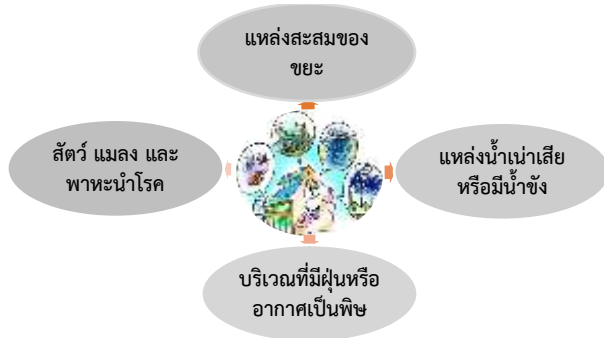 แหล่งสะสมของ
ขยะ
สัตว์ แมลง และ
พาหะนำโรค
แหล่งน้ำเน่าเสีย
หรือมีน้ำขัง
บริเวณที่มีฝุ่นหรือ
อากาศเป็นพิษ